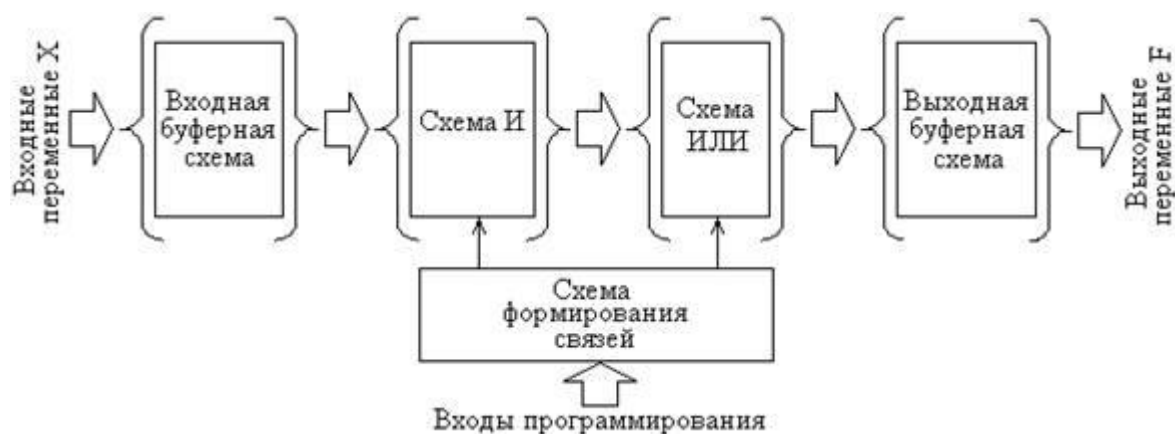 Входные
переменные X
Входная
буферная
схема
Схема И
Схема
ИЛИ
Выходная
буферная
схема
Выходные
переменные F
Схема
формирования
связей
Входы программирования